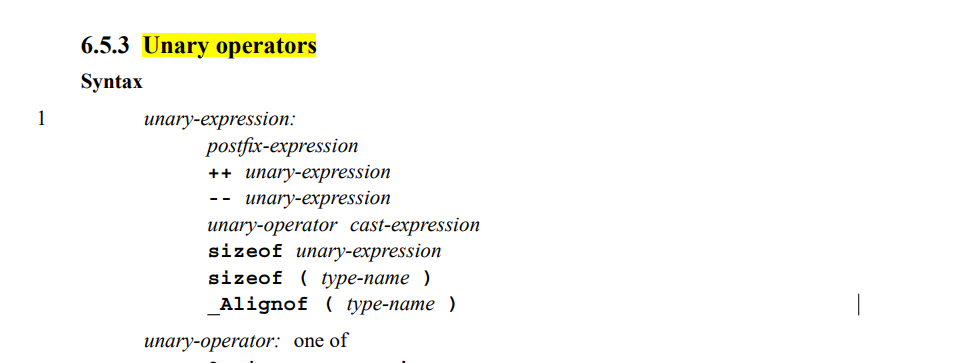 6.5.3 Unary operators
Syntax
1 unary-expression:
postfix-expression
++ unary-expression
-- unary-expression
unary-operator cast-expression
sizeof unary-expression
sizeof ( type-name )
_Alignof ( type-name )
unary-operator: one of